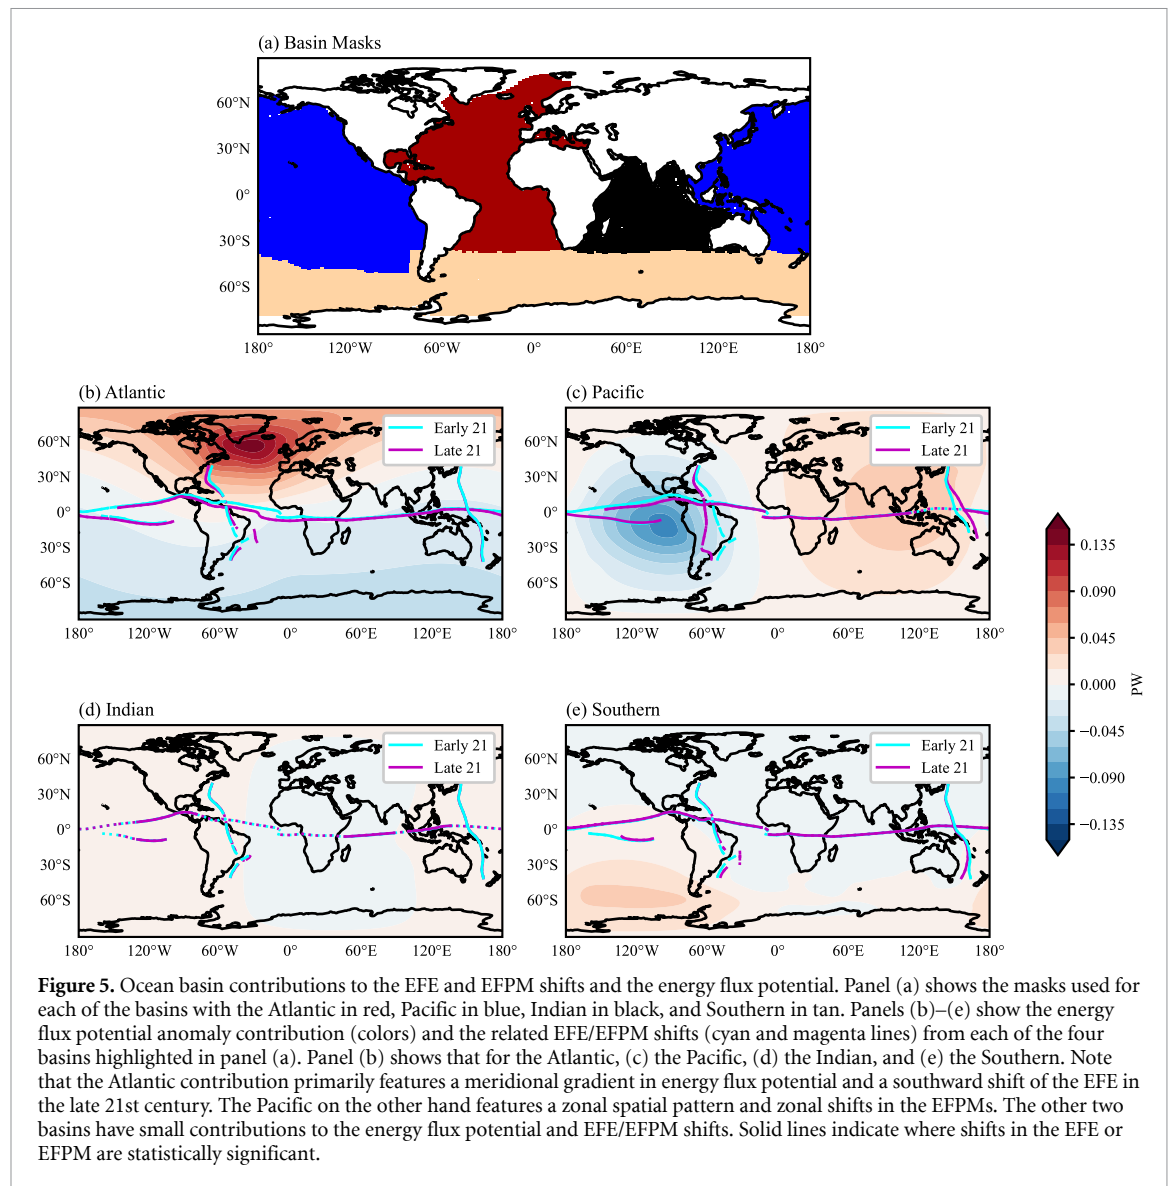 (a) Basin Masks
60°N
30°N
0°
30°S
60°S
180° 120°W 60°W 0° 60°E 120°E 180°
(b) Atlantic
Early 21
Late 21
60°N
30°N
0°
30°S
60°S
180° 120°W 60°W 0° 60°E 120°E 180°
(c) Pacific
Early 21
Late 21
60°N
30°N
0°
30°S
60°S
180° 120°W 60°W 0° 60°E 120°E 180°
(d) Indian
Early 21
Late 21
60°N
30°N
0°
30°S
60°S
180° 120°W 60°W 0° 60°E 120°E 180°
(e) Southern
Early 21
Late 21
60°N
30°N
0°
30°S
60°S
180° 120°W 60°W 0° 60°E 120°E 180°
0.135
0.090
0.045
0.000
−0.045
−0.090
−0.135
PW
Figure 5. Ocean basin contributions to the EFE and EFPM shifts and the energy flux potential. Panel (a) shows the masks used for
each of the basins with the Atlantic in red, Pacific in blue, Indian in black, and Southern in tan. Panels (b)–(e) show the energy
flux potential anomaly contribution (colors) and the related EFE/EFPM shifts (cyan and magenta lines) from each of the four
basins highlighted in panel (a). Panel (b) shows that for the Atlantic, (c) the Pacific, (d) the Indian, and (e) the Southern. Note
that the Atlantic contribution primarily features a meridional gradient in energy flux potential and a southward shift of the EFE in
the late 21st century. The Pacific on the other hand features a zonal spatial pattern and zonal shifts in the EFPMs. The other two
basins have small contributions to the energy flux potential and EFE/EFPM shifts. Solid lines indicate where shifts in the EFE or
EFPM are statistically significant.